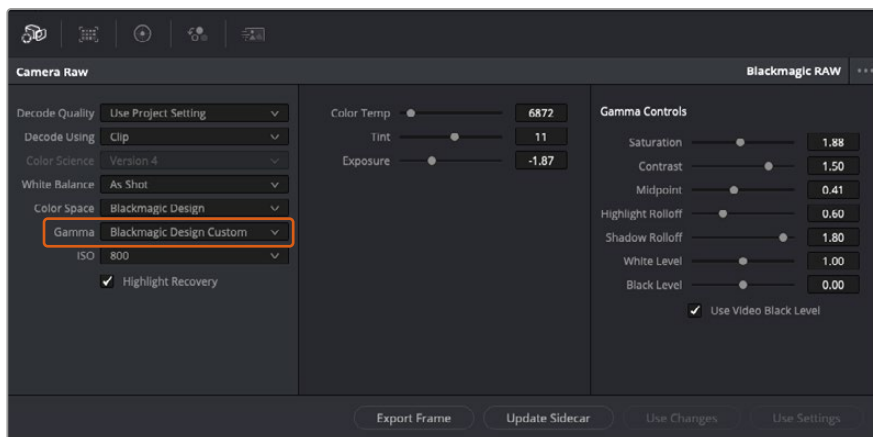 Camera Raw
Blackmagic RAW
Decode Quality Use Project Setting
Decode Using Clip
Color Science Version 4
White Balance As Shot
Color Space Blackmagic Design
Gamma Blackmagic Design Custom
ISO 800
Highlight Recovery
Color Temp 6872
Tint 11
Exposure -1.87
Gamma Controls
Saturation 1.88
Contrast 1.50
Midpoint 0.41
Highlight Rolloff 0.60
Shadow Rolloff 1.80
White Level 1.00
Black Level 0.00
Use Video Black Level
Export Frame
Update Sidecar
Use Changes
Use Settings